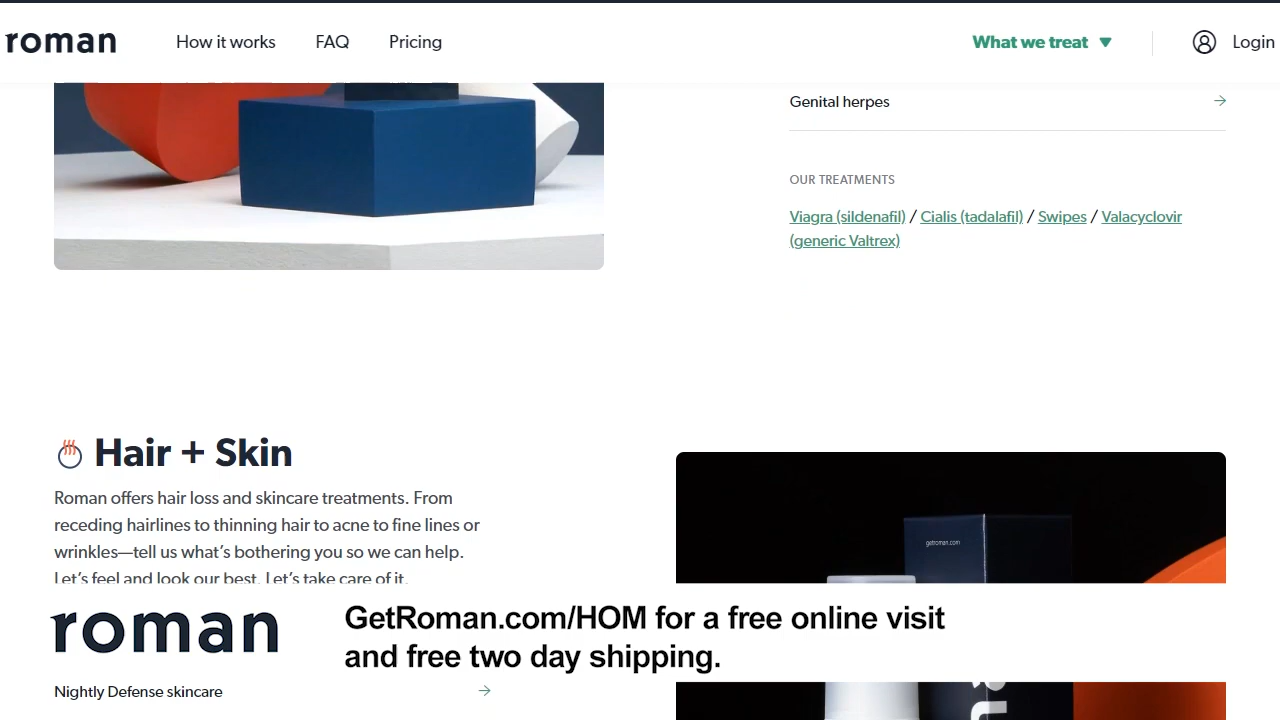 roman
How it works
FAQ
Pricing
What we treat
Login
Genital herpes
OUR TREATMENTS
Viagra (sildenafil) / Cialis (tadalafil) / Swipes / Valacyclovir
(generic Valtrex)
Hair + Skin
Roman offers hair loss and skincare treatments. From
receding hairlines to thinning hair to acne to fine lines or
wrinkles—tell us what’s bothering you so we can help.
Let’s feel and look our best. Let’s take care of it.
getroman.com
roman
GetRoman.com/HOM for a free online visit
and free two day shipping.
Nightly Defense skincare